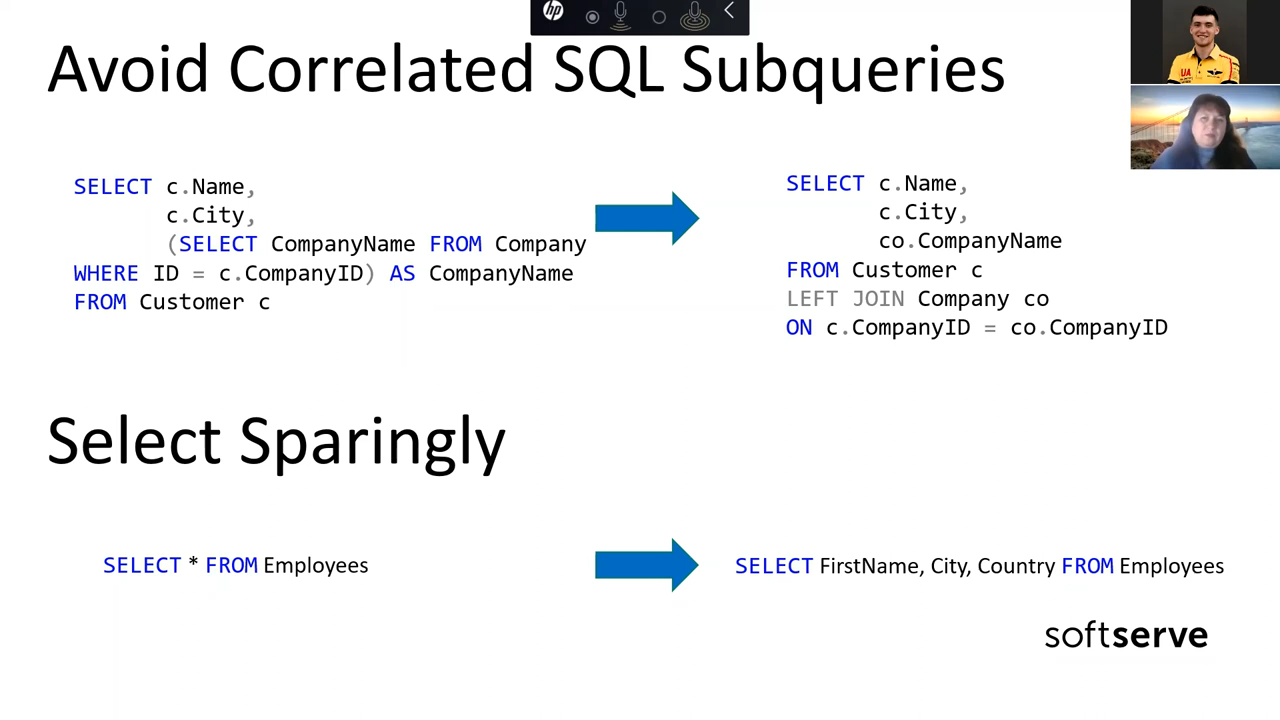 hp
Avoid Correlated SQL Subqueries
UA
SELECT c.Name,
c.City,
(SELECT CompanyName FROM Company
WHERE ID = c.CompanyID) AS CompanyName
FROM Customer c
SELECT c.Name,
c.City,
co.CompanyName
FROM Customer c
LEFT JOIN Company co
ON c.CompanyID = co.CompanyID
Select Sparingly
SELECT * FROM Employees
SELECT FirstName, City, Country FROM Employees
softserve